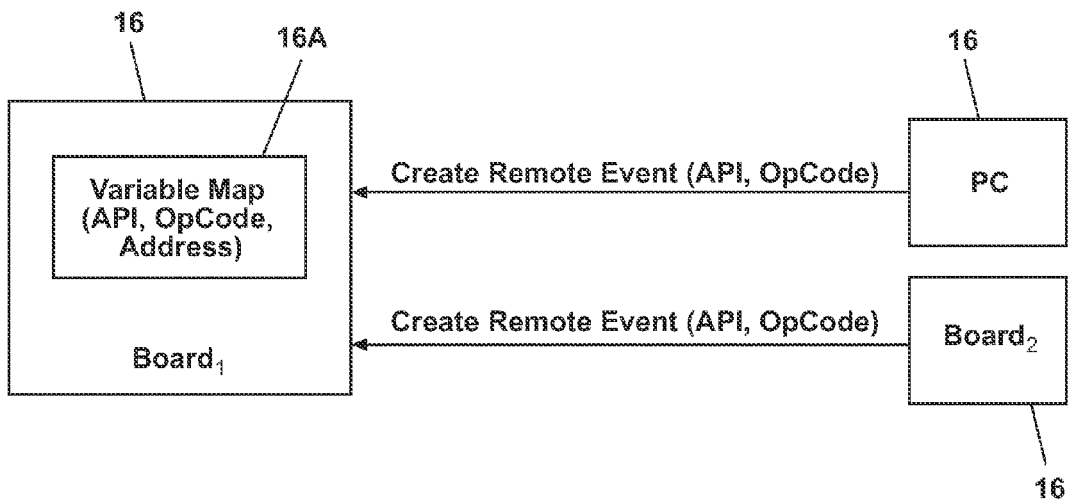 16
16A
16
Variable Map
(API, OpCode,
Address)
Create Remote Event (API, OpCode)
PC
Create Remote Event (API, OpCode)
Board₁
Board₂
16